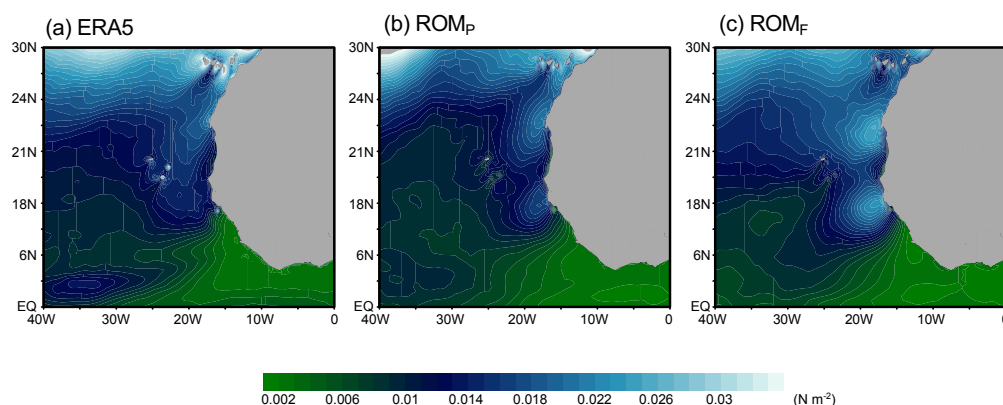 (a) ERA5
(b) ROMP
(c) ROMF
30N 30N 30N
24N 24N 24N
21N 21N 21N
18N 18N 18N
6N 6N 6N
EQ EQ EQ
40W 30W 20W 10W 0 40W 30W 20W 10W 0 40W 30W 20W 10W 0
0.002 0.006 0.01 0.014 0.018 0.022 0.026 0.03 (N m-2)